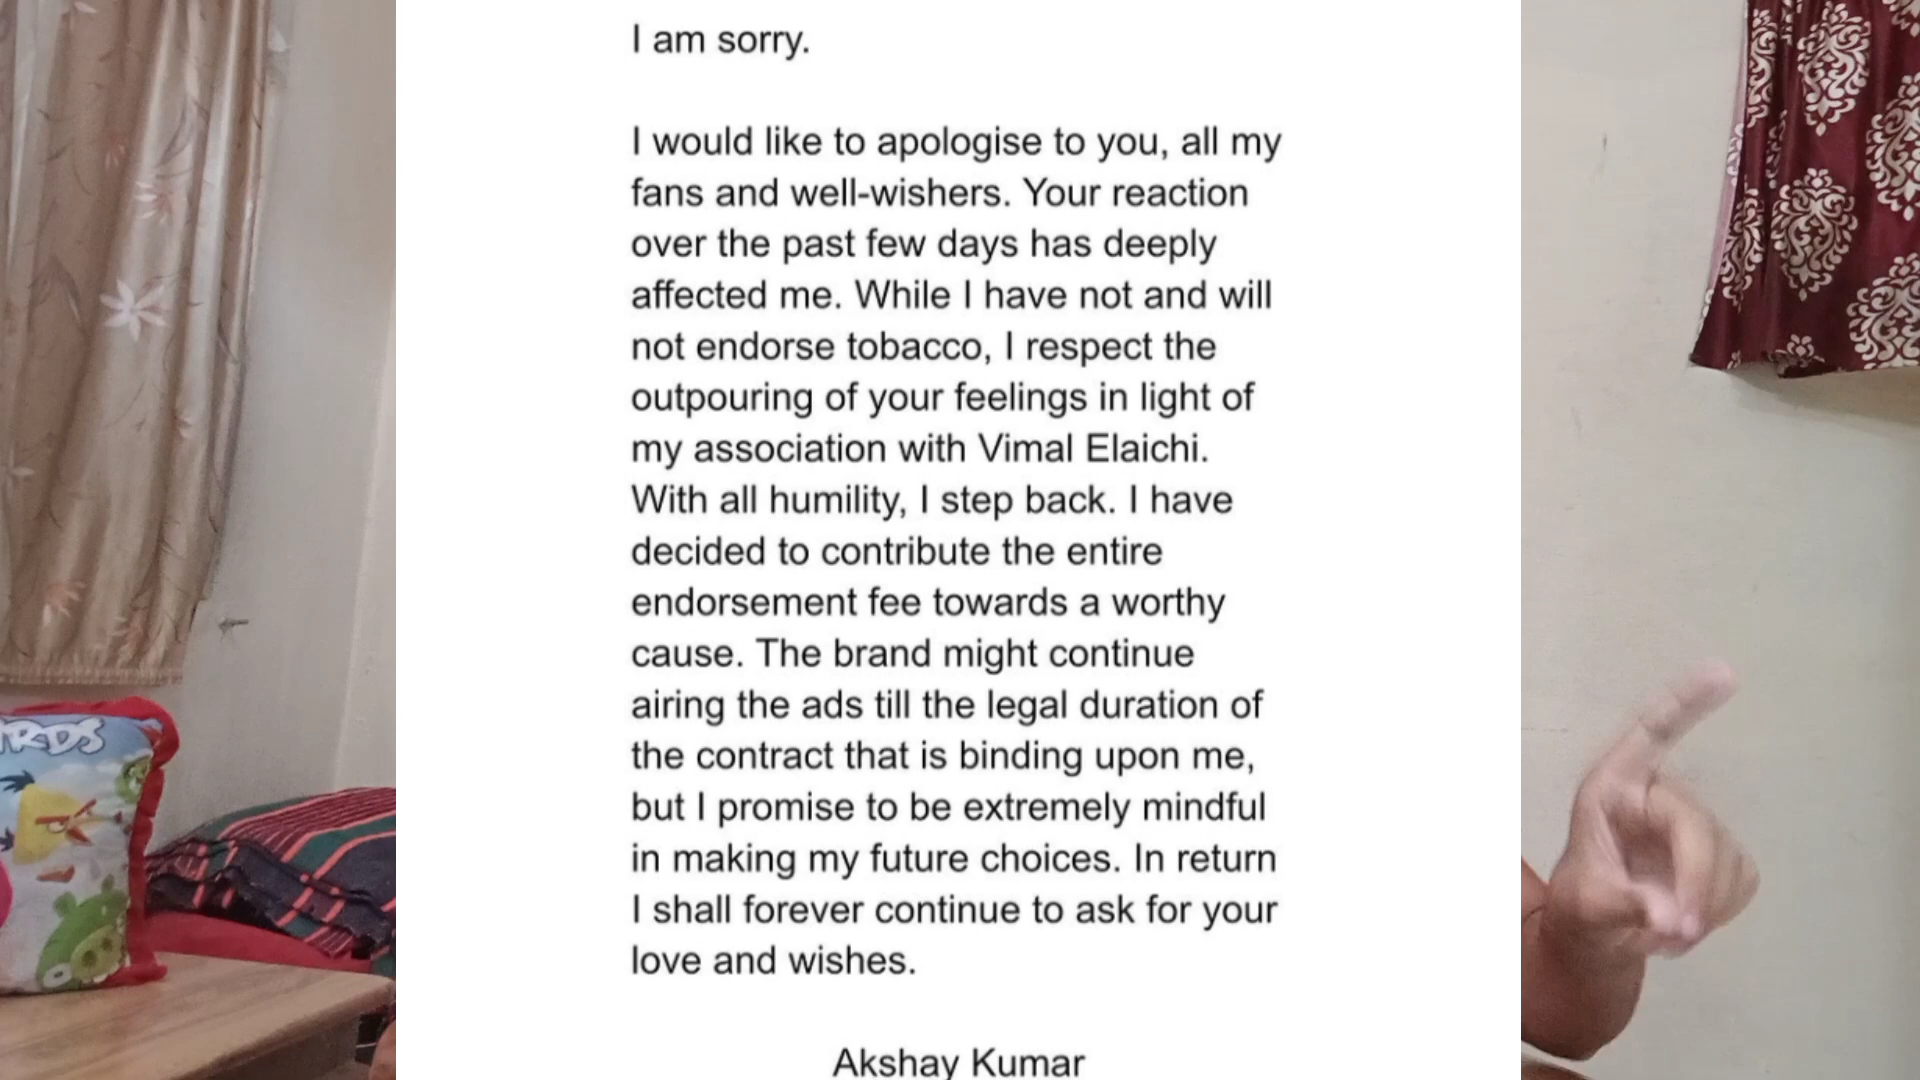 I am sorry.
I would like to apologise to you, all my
fans and well-wishers. Your reaction
over the past few days has deeply
affected me. While I have not and will
not endorse tobacco, I respect the
outpouring of your feelings in light of
my association with Vimal Elaichi.
With all humility, I step back. I have
decided to contribute the entire
endorsement fee towards a worthy
cause. The brand might continue
airing the ads till the legal duration of
the contract that is binding upon me,
but I promise to be extremely mindful
in making my future choices. In return
I shall forever continue to ask for your
love and wishes.
Akshay Kumar